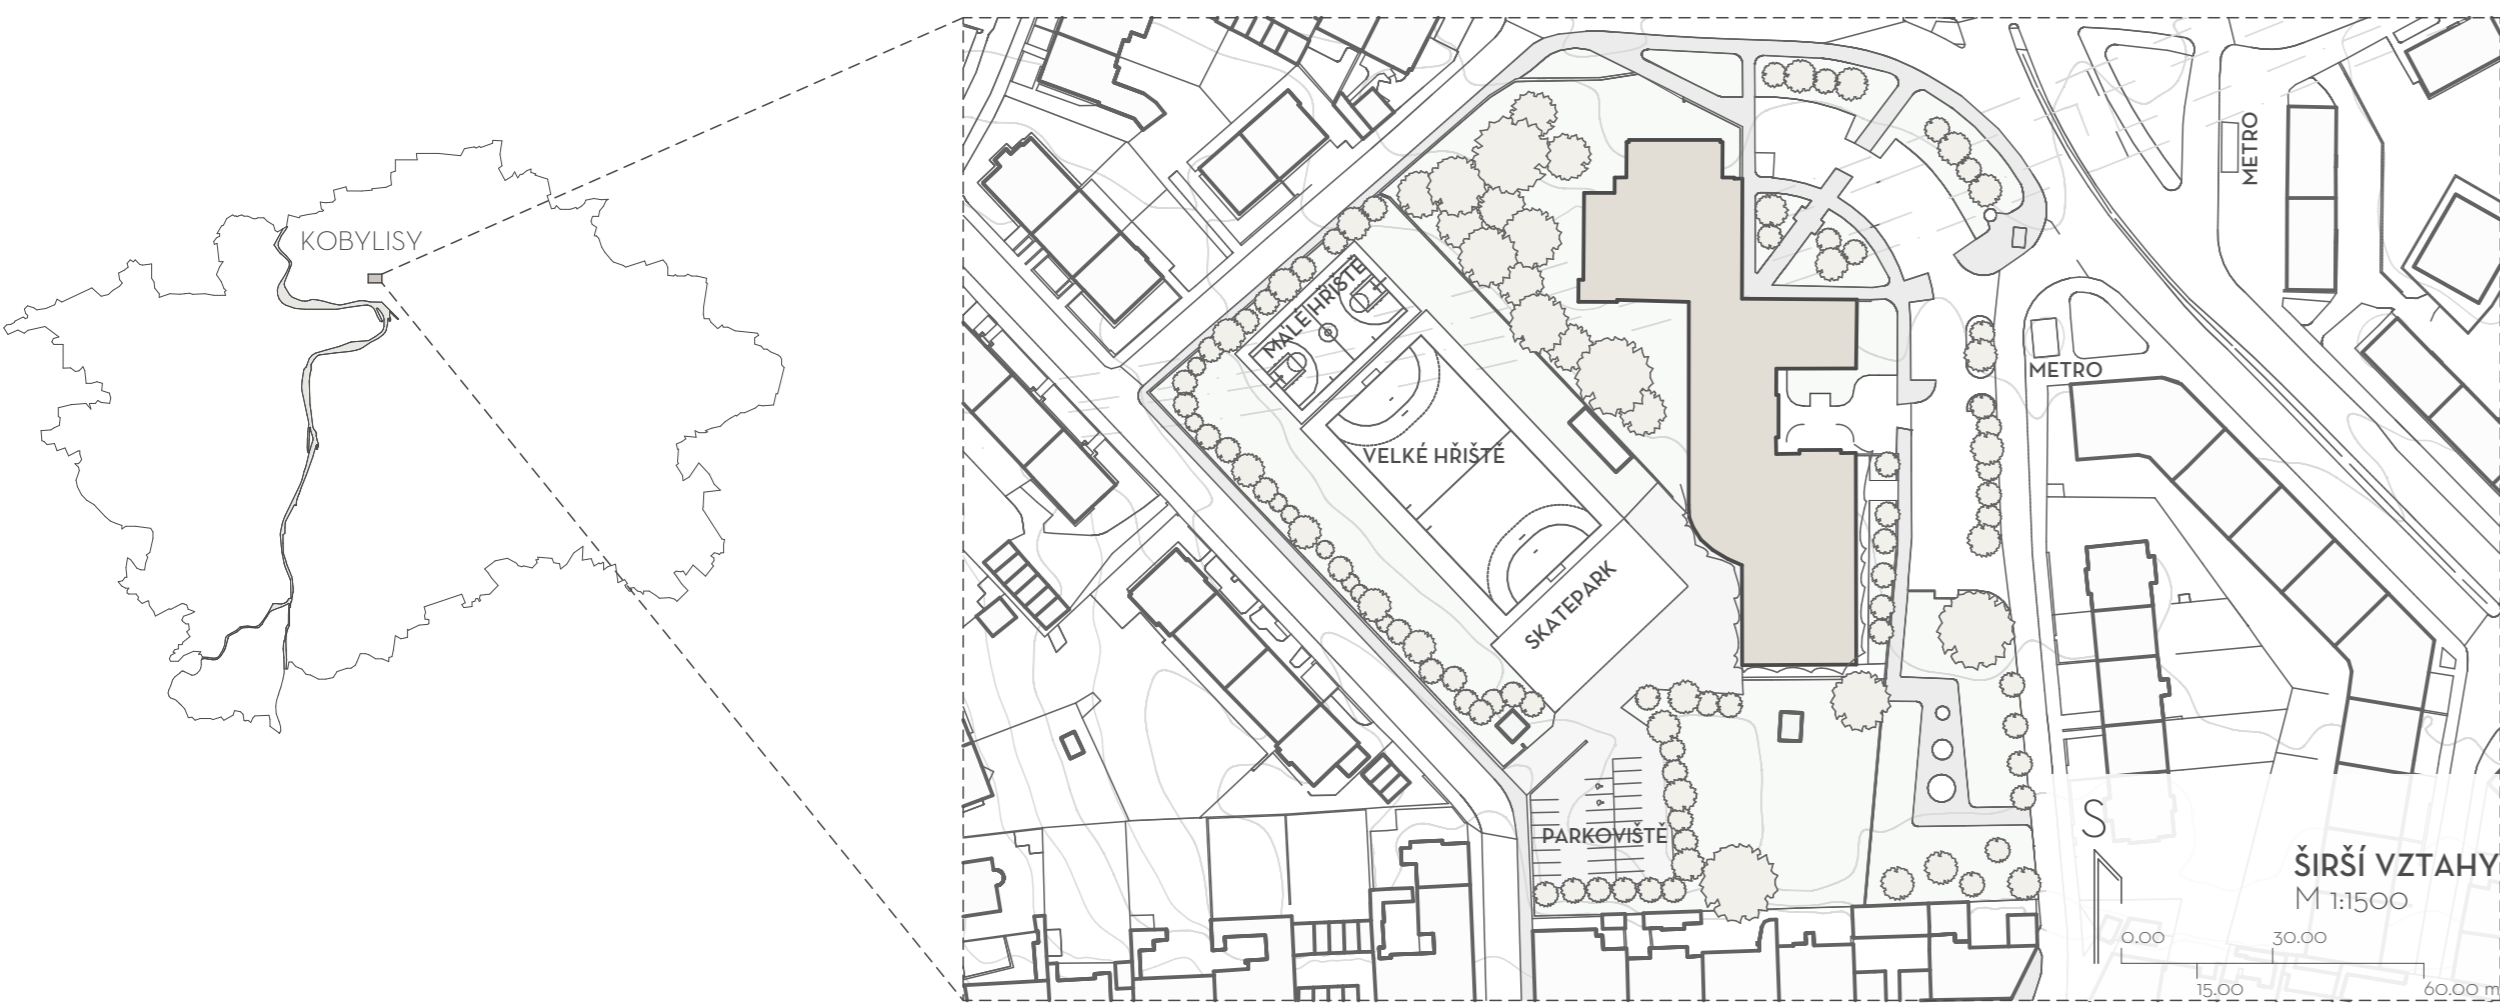 KOBYLISY
METRO
MALÉ HŘIŠTĚ
METRO
VELKÉ HŘIŠTĚ
SKATEPARK
PARKOVIŠTĚ
S
ŠIRŠÍ VZTAHY
M 1:1500
0.00
30.00
15.00
60.00 m